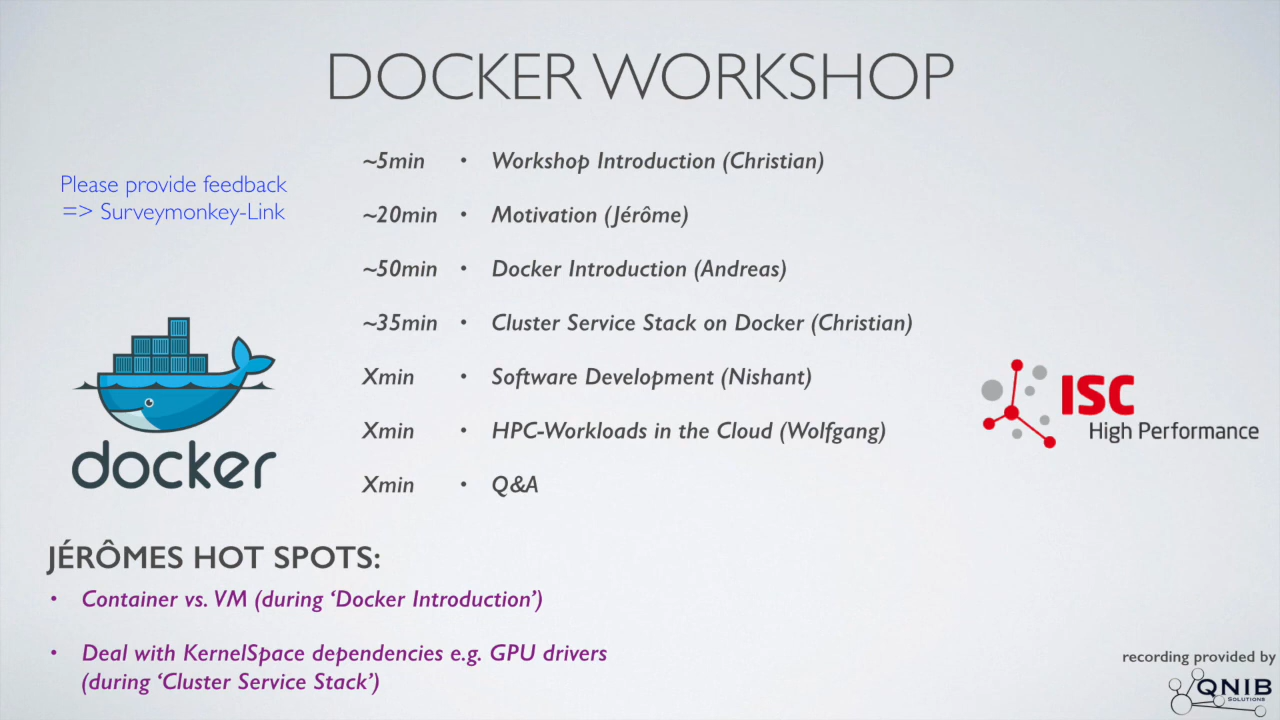 DOCKER WORKSHOP
Please provide feedback
=> Surveymonkey-Link
~5min • Workshop Introduction (Christian)
~20min • Motivation (Jérôme)
~50min • Docker Introduction (Andreas)
~35min • Cluster Service Stack on Docker (Christian)
Xmin • Software Development (Nishant)
Xmin • HPC-Workloads in the Cloud (Wolfgang)
Xmin • Q&A
docker
ISC
High Performance
JÉRÔMES HOT SPOTS:
• Container vs. VM (during ‘Docker Introduction’)
• Deal with KernelSpace dependencies e.g. GPU drivers
(during ‘Cluster Service Stack’)
recording provided by
QNIB
Solutions